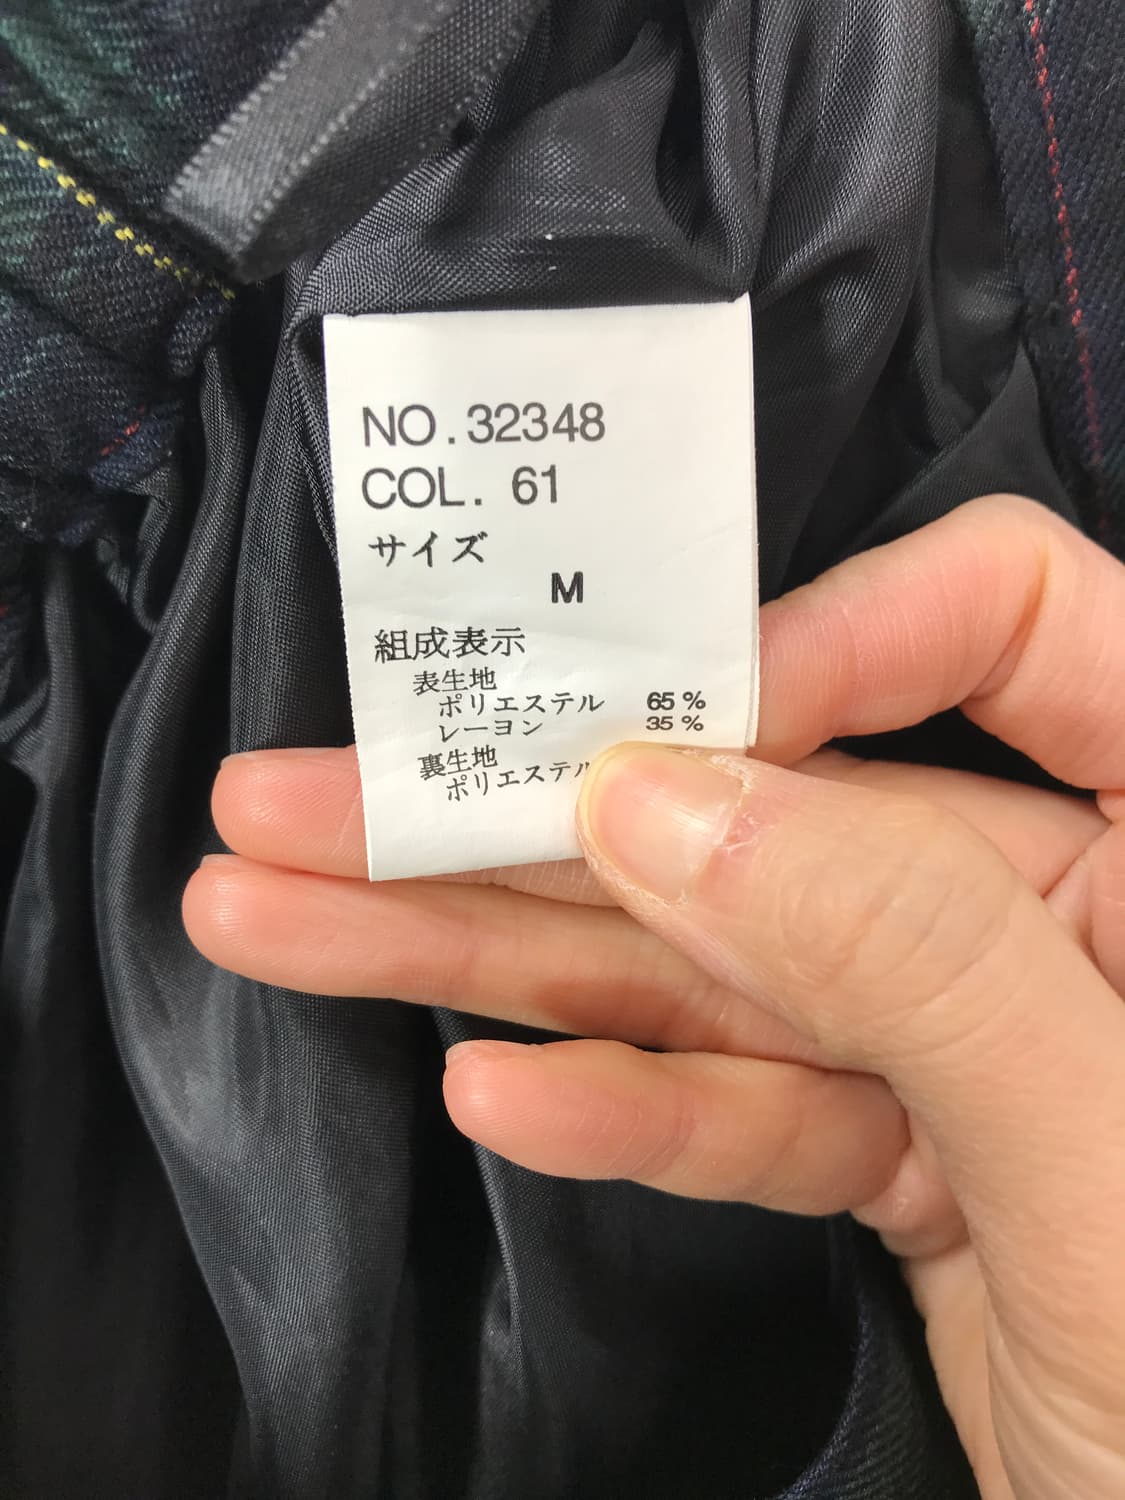 NO.32348
COL. 61
サイズ
M
組成表示
表生地
ポリエステル 65%
レーヨン 35%
裏生地
ポリエステル